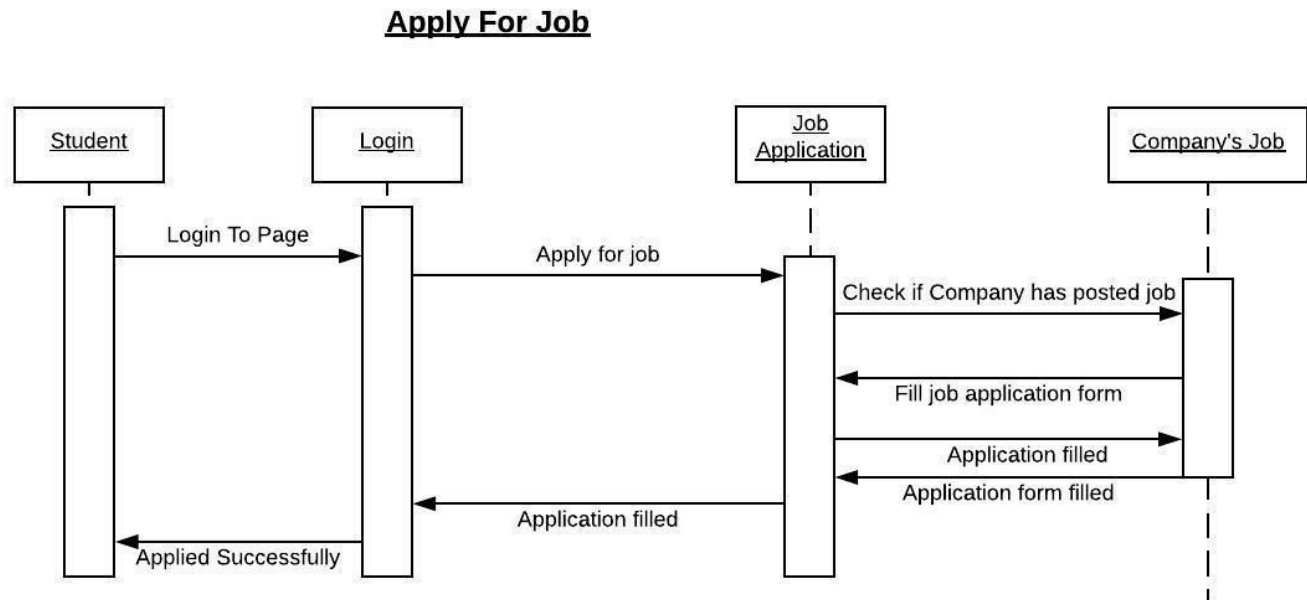 Apply For Job
Student
Login
Job
Application
Company's Job
Login To Page
Apply for job
Check if Company has posted job
Fill job application form
Application filled
Application form filled
Application filled
Applied Successfully